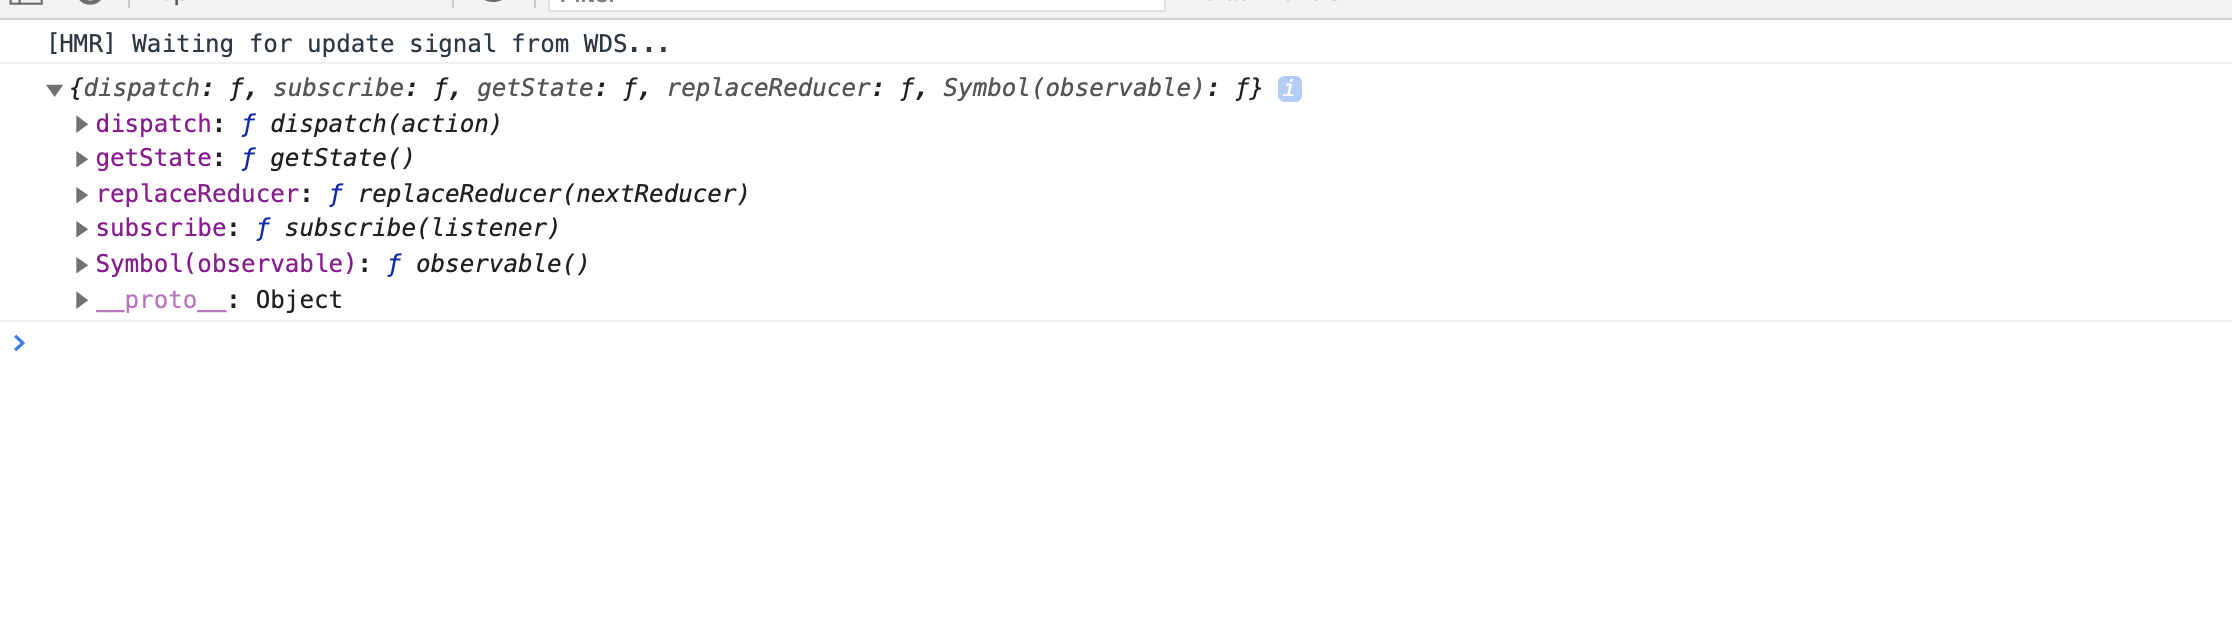 [HMR] Waiting for update signal from WDS...
{dispatch: ƒ, subscribe: ƒ, getState: ƒ, replaceReducer: ƒ, Symbol(observable): ƒ} i
dispatch: ƒ dispatch(action)
getState: ƒ getState()
replaceReducer: ƒ replaceReducer(nextReducer)
subscribe: ƒ subscribe(listener)
Symbol(observable): ƒ observable()
__proto__: Object